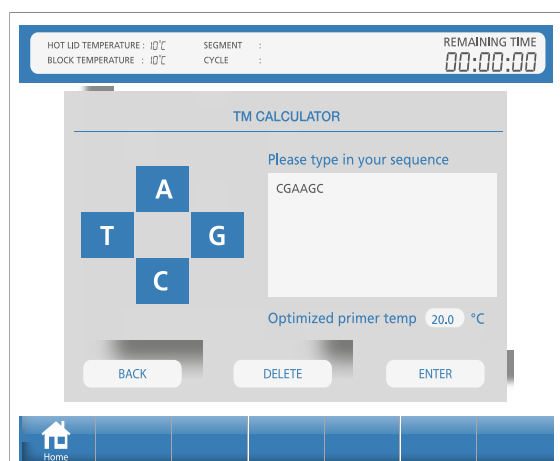 HOT LID TEMPERATURE : 10℃ SEGMENT : REMAINING TIME
BLOCK TEMPERATURE : 10℃ CYCLE : 00:00:00
TM CALCULATOR
Please type in your sequence
CGAAGC
A
T G
C
Optimized primer temp 20.0 °C
BACK DELETE ENTER
Home